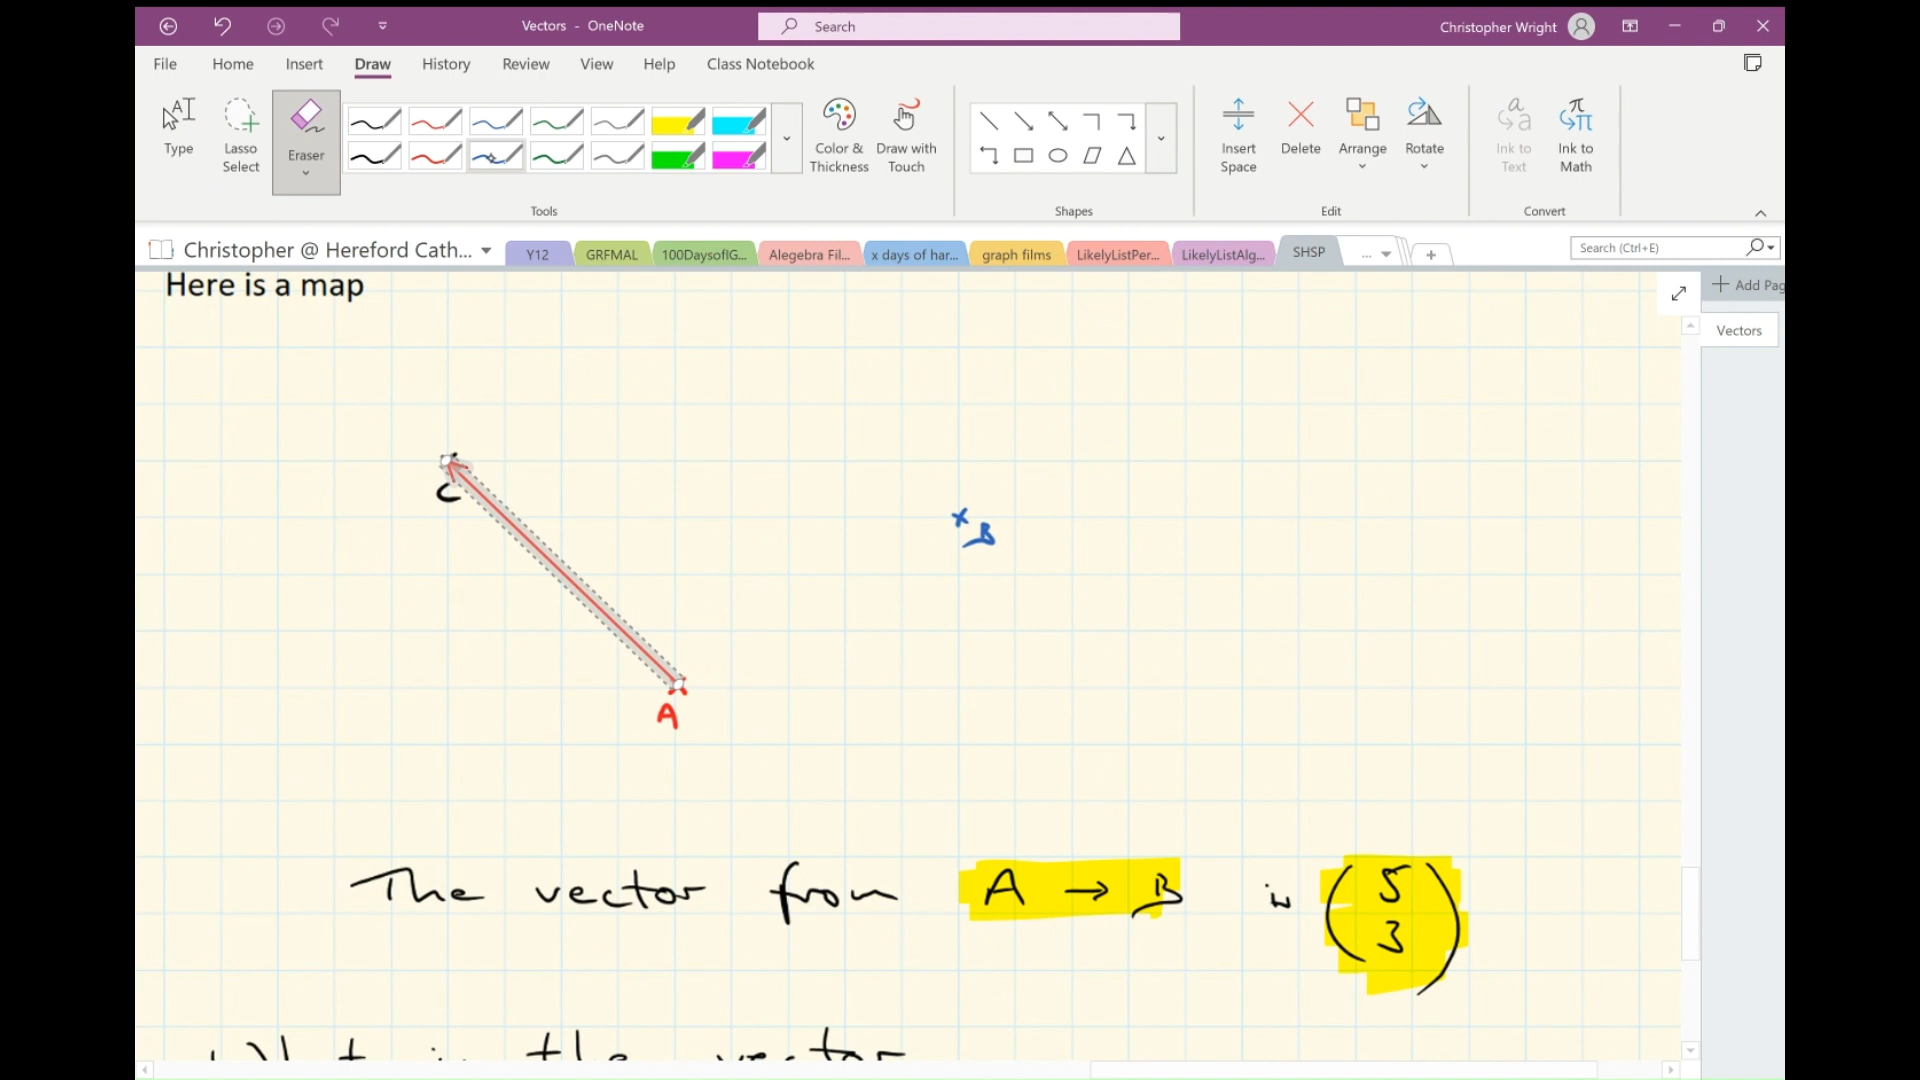 Vectors - OneNote
Search
Christopher Wright
File Home Insert Draw History Review View Help Class Notebook
Type
Lasso Select
Eraser
Color & Thickness
Draw with Touch
Insert Space
Delete
Arrange
Rotate
Ink to Text
Ink to Math
Tools
Shapes
Edit
Convert
Christopher @ Hereford Cath...
Y12
GRFMAL
100DaysofIG...
Alegebra Fil...
x days of har...
graph films
LikelyListPer...
LikelyListAlg...
SHSP
...
Search (Ctrl+E)
Here is a map
Add Pag
Vectors
C
B
A
The vector from A → B is (5
3)
in the vector